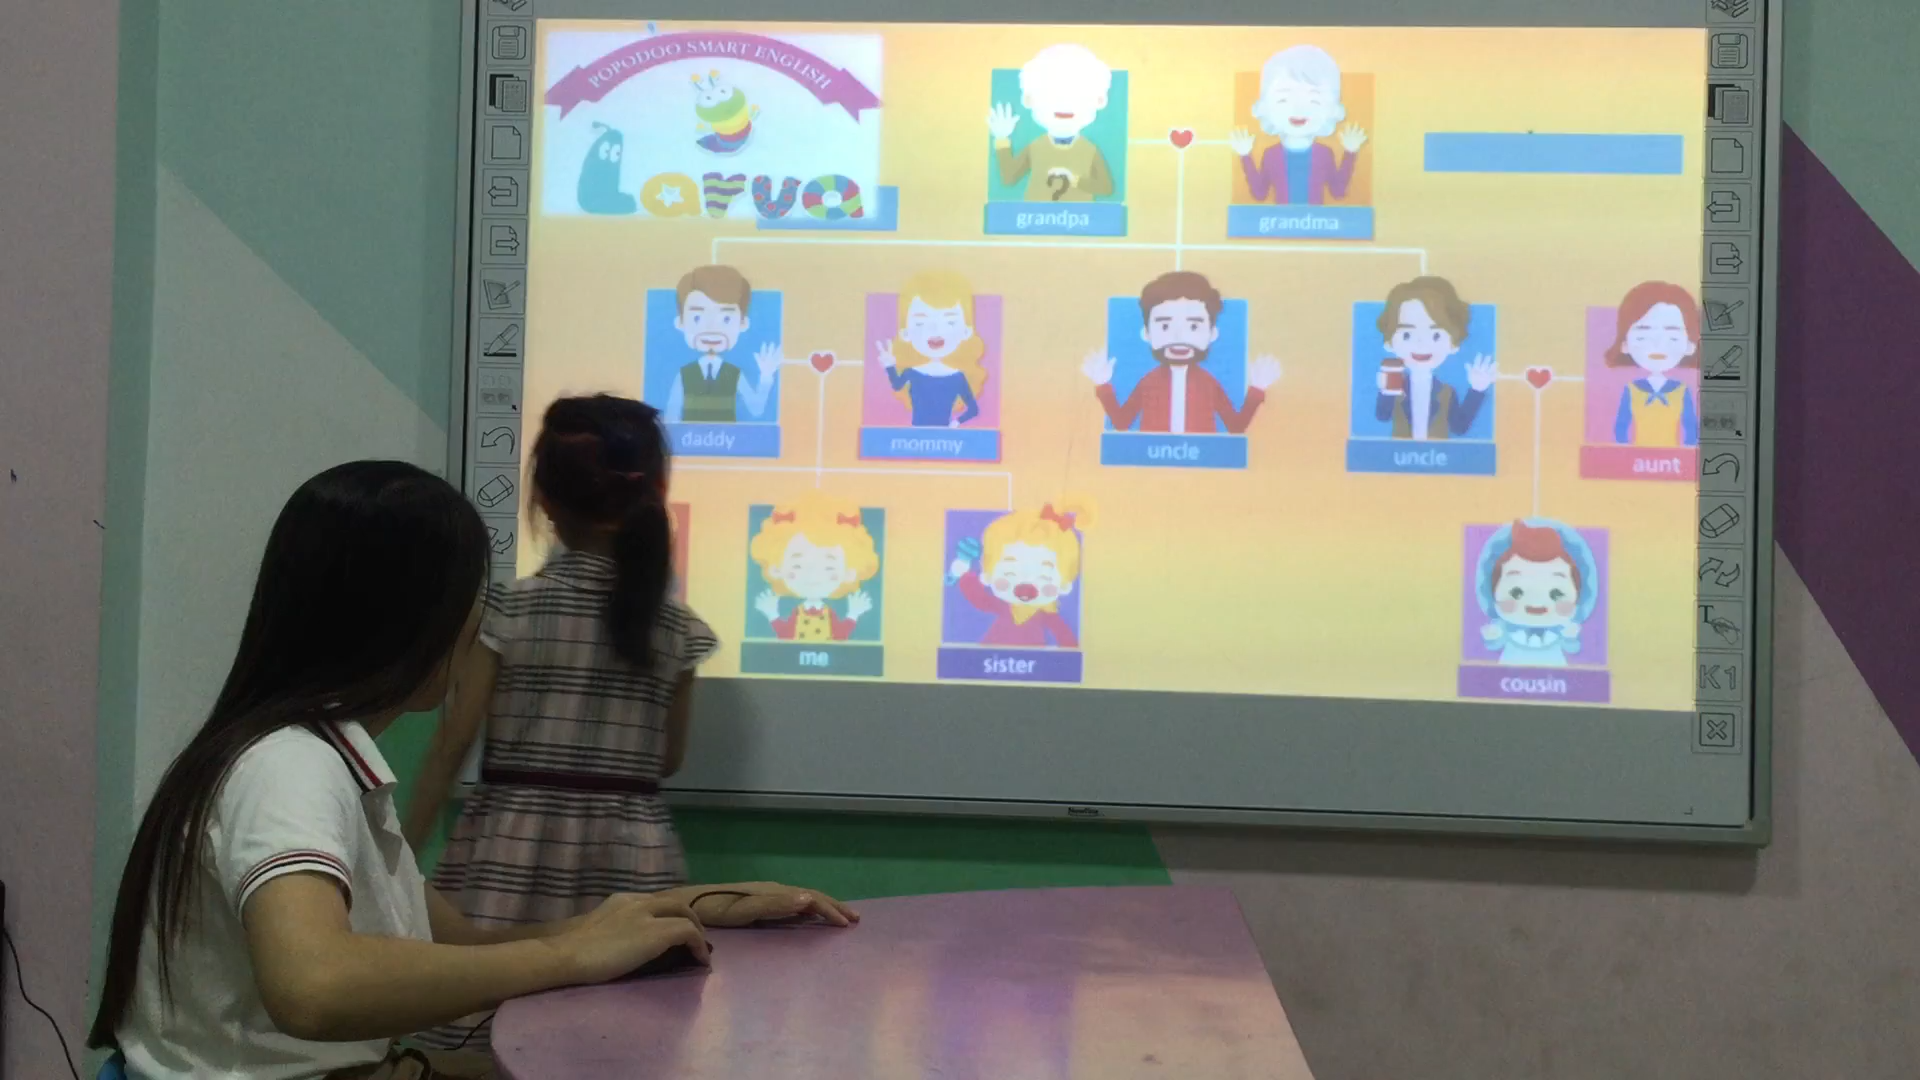 POPODOO SMART ENGLISH
Larva
?
grandpa
grandma
daddy
mommy
uncle
uncle
aunt
me
sister
cousin
T
K1